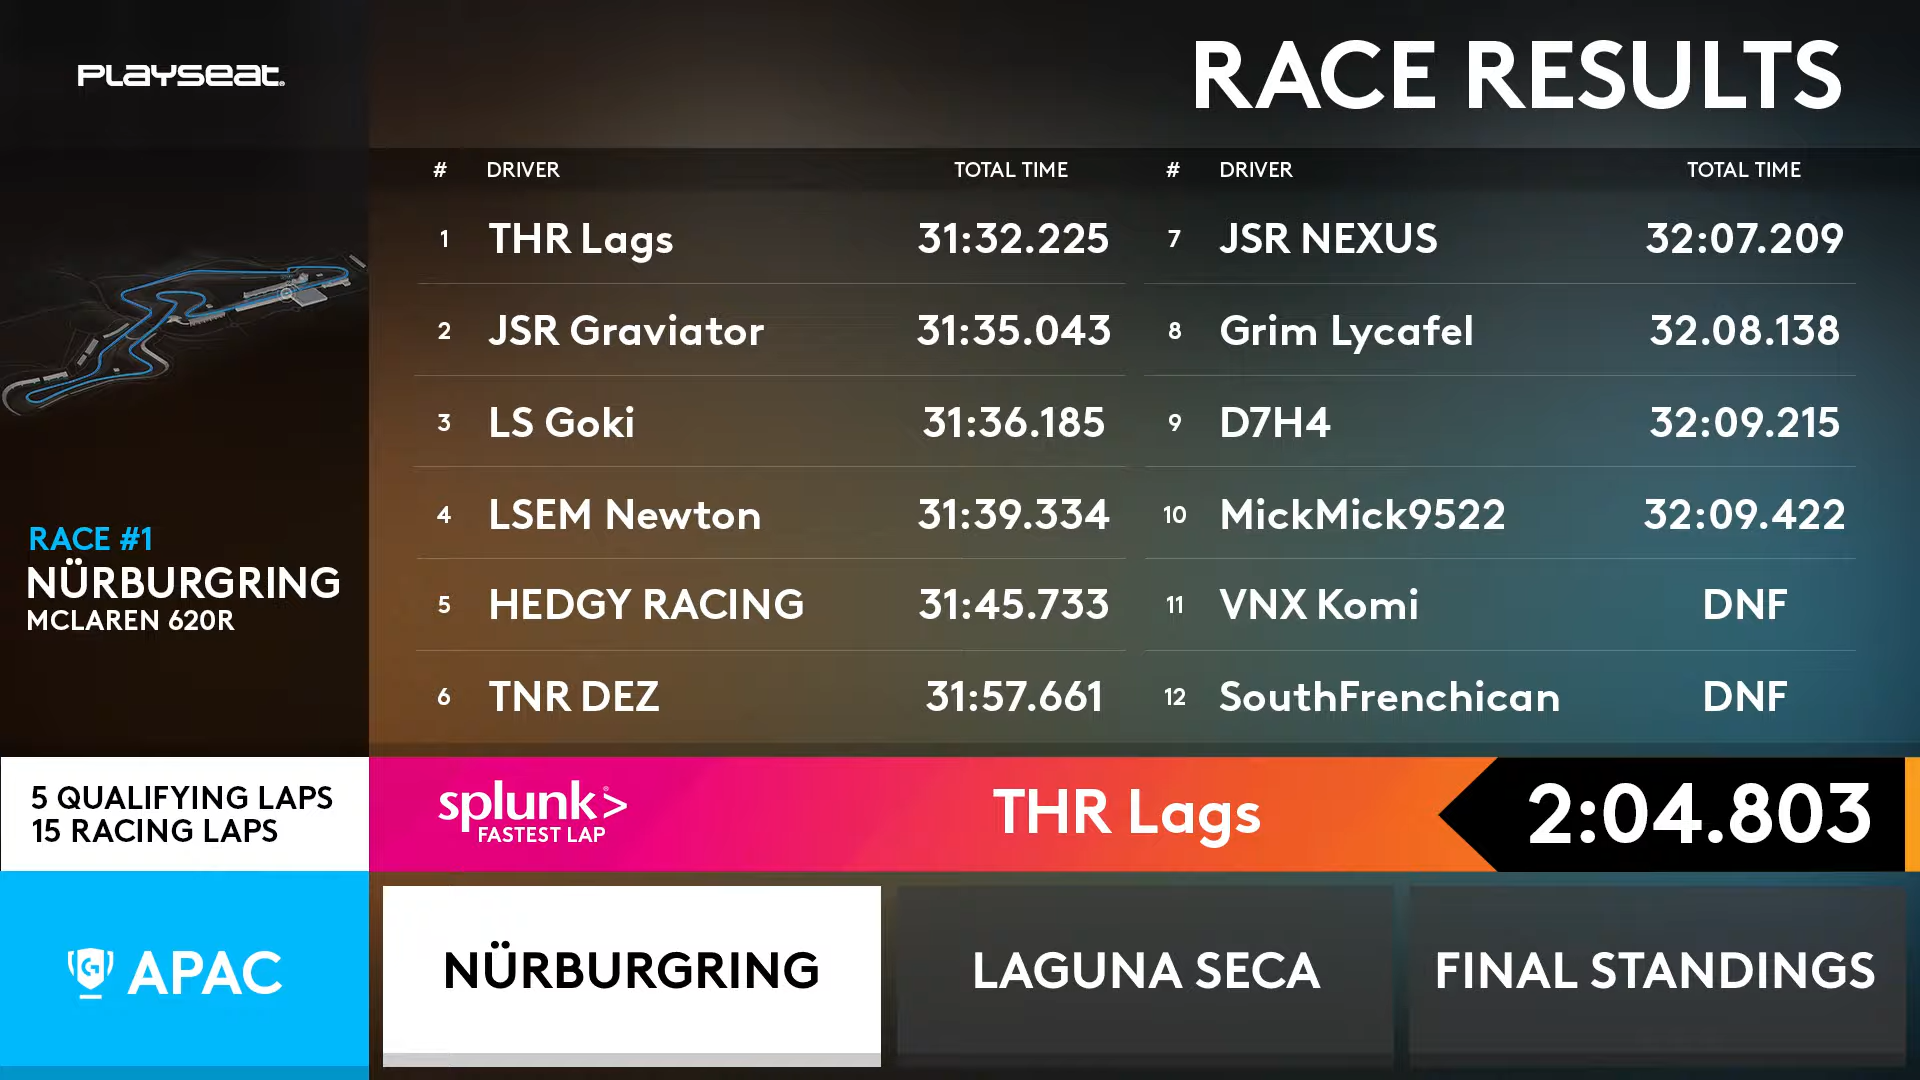 PLAYSEAT
RACE RESULTS
# DRIVER TOTAL TIME # DRIVER TOTAL TIME
1 THR Lags 31:32.225 7 JSR NEXUS 32:07.209
2 JSR Graviator 31:35.043 8 Grim Lycafel 32.08.138
3 LS Goki 31:36.185 9 D7H4 32:09.215
4 LSEM Newton 31:39.334 10 MickMick9522 32:09.422
5 HEDGY RACING 31:45.733 11 VNX Komi DNF
6 TNR DEZ 31:57.661 12 SouthFrenchican DNF
RACE #1
NÜRBURGRING
MCLAREN 620R
5 QUALIFYING LAPS
15 RACING LAPS
splunk>
FASTEST LAP
THR Lags
2:04.803
APAC
NÜRBURGRING
LAGUNA SECA
FINAL STANDINGS